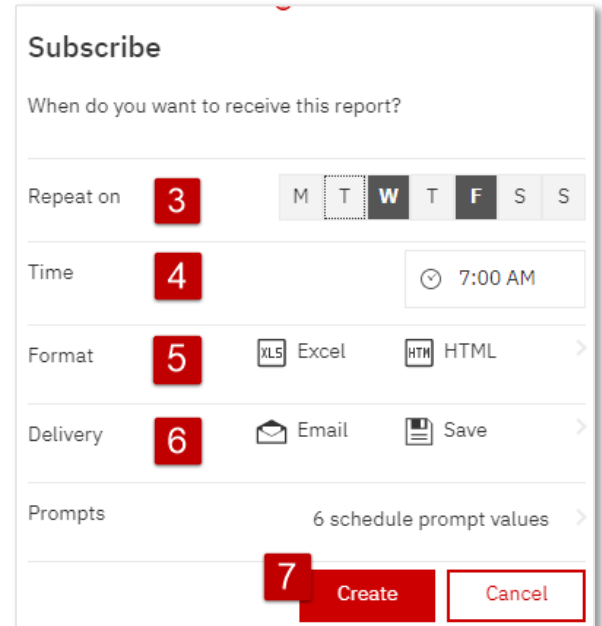 Subscribe
When do you want to receive this report?
Repeat on 3 M T W T F S S
Time 4 7:00 AM
Format 5 XLS Excel HTM HTML
Delivery 6 Email Save
Prompts 6 schedule prompt values
7 Create Cancel